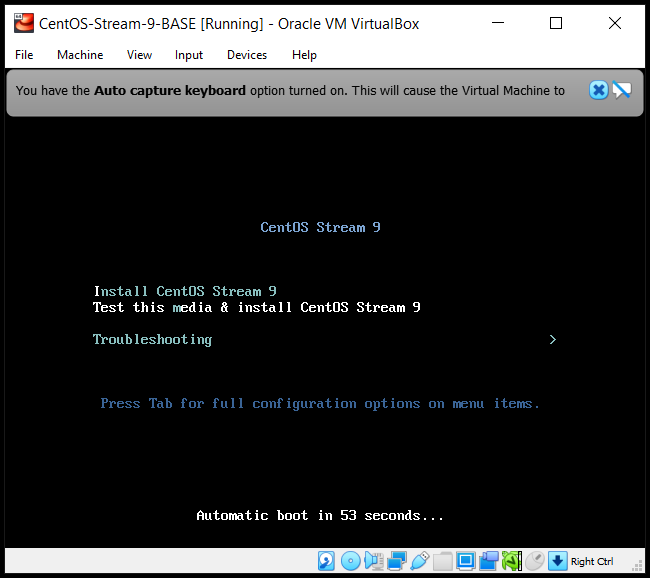 CentOS-Stream-9-BASE [Running] - Oracle VM VirtualBox
File Machine View Input Devices Help
You have the Auto capture keyboard option turned on. This will cause the Virtual Machine to
CentOS Stream 9
Install CentOS Stream 9
Test this media & install CentOS Stream 9
Troubleshooting >
Press Tab for full configuration options on menu items.
Automatic boot in 53 seconds...
Right Ctrl